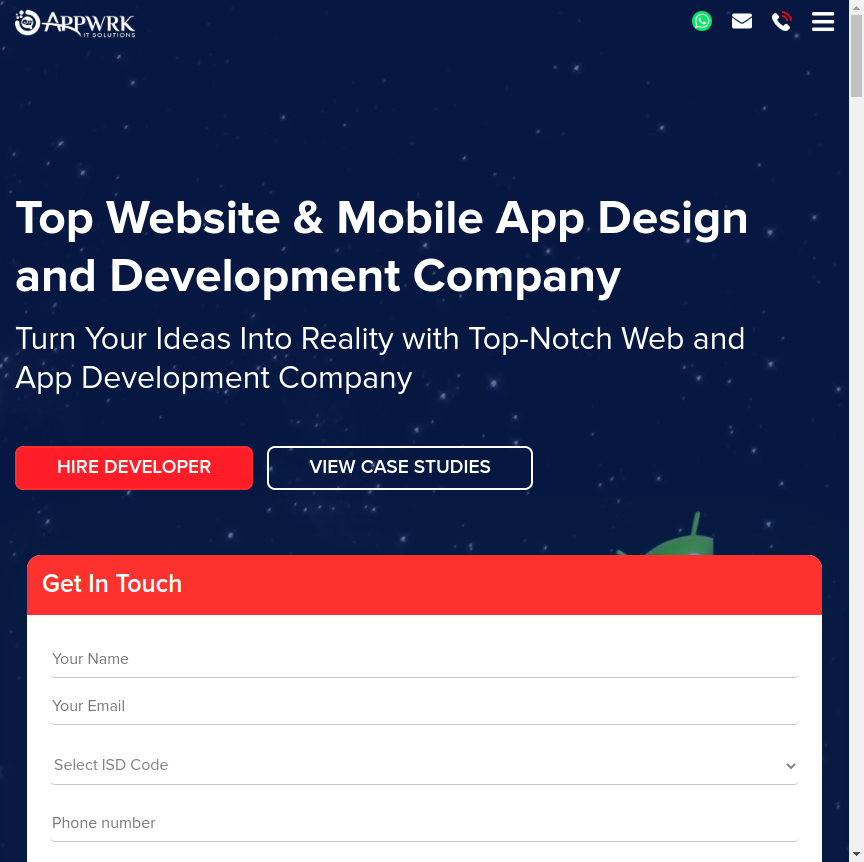 APPWRK
IT SOLUTIONS
Top Website & Mobile App Design
and Development Company
Turn Your Ideas Into Reality with Top-Notch Web and
App Development Company
HIRE DEVELOPER
VIEW CASE STUDIES
Get In Touch
Your Name
Your Email
Select ISD Code
Phone number